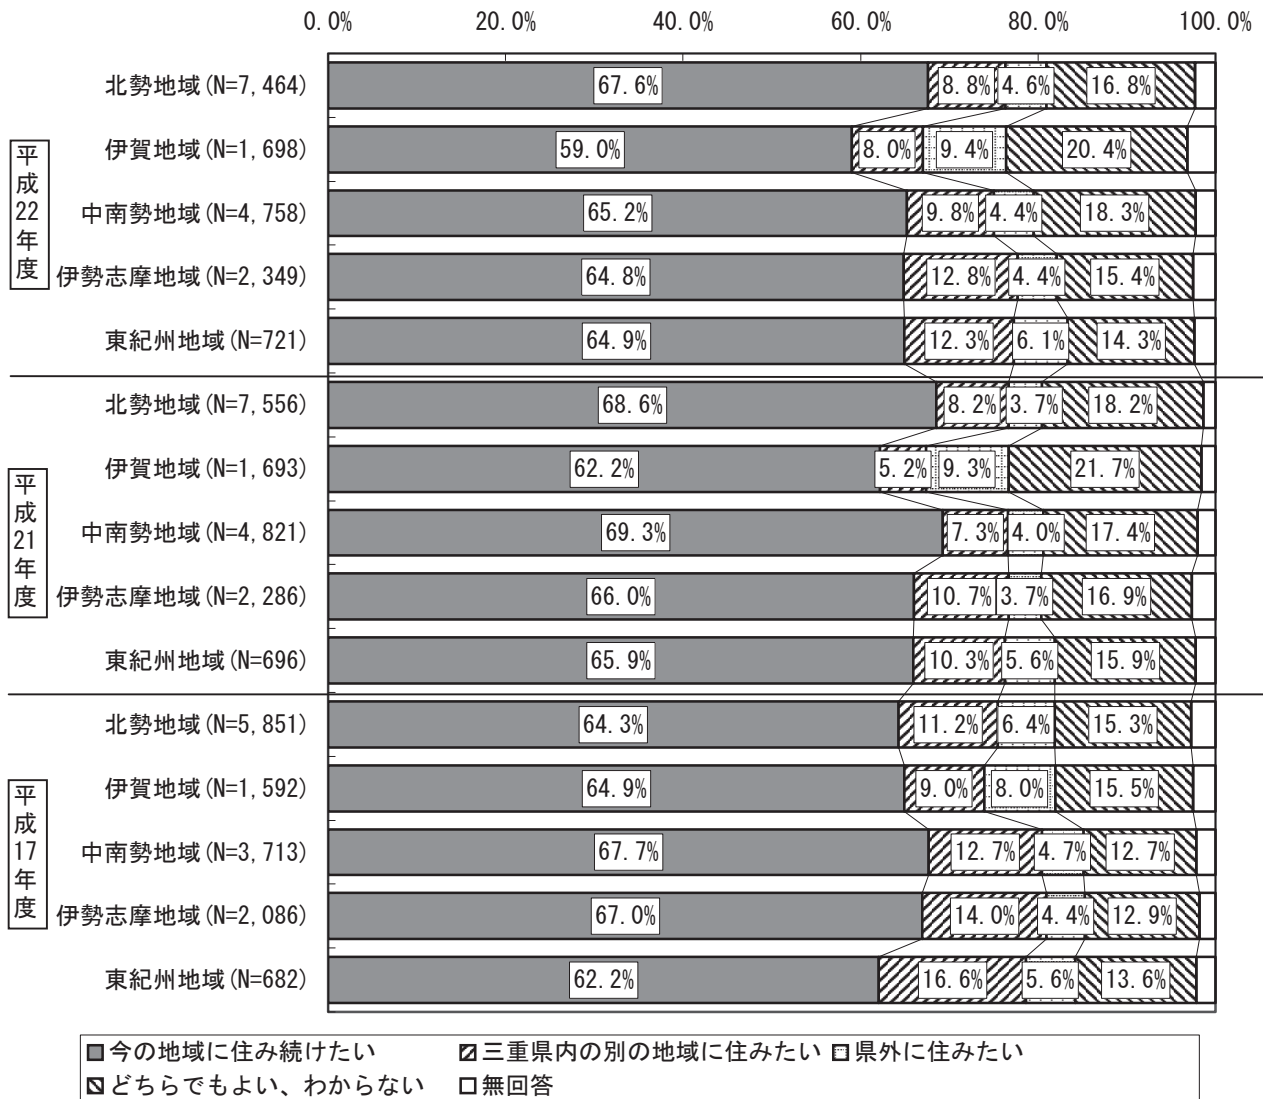 0.0% 20.0% 40.0% 60.0% 80.0% 100.0%
平成22年度
北勢地域(N=7,464) 67.6% 8.8% 4.6% 16.8%
伊賀地域(N=1,698) 59.0% 8.0% 9.4% 20.4%
中南勢地域(N=4,758) 65.2% 9.8% 4.4% 18.3%
伊勢志摩地域(N=2,349) 64.8% 12.8% 4.4% 15.4%
東紀州地域(N=721) 64.9% 12.3% 6.1% 14.3%
平成21年度
北勢地域(N=7,556) 68.6% 8.2% 3.7% 18.2%
伊賀地域(N=1,693) 62.2% 5.2% 9.3% 21.7%
中南勢地域(N=4,821) 69.3% 7.3% 4.0% 17.4%
伊勢志摩地域(N=2,286) 66.0% 10.7% 3.7% 16.9%
東紀州地域(N=696) 65.9% 10.3% 5.6% 15.9%
平成17年度
北勢地域(N=5,851) 64.3% 11.2% 6.4% 15.3%
伊賀地域(N=1,592) 64.9% 9.0% 8.0% 15.5%
中南勢地域(N=3,713) 67.7% 12.7% 4.7% 12.7%
伊勢志摩地域(N=2,086) 67.0% 14.0% 4.4% 12.9%
東紀州地域(N=682) 62.2% 16.6% 5.6% 13.6%
今の地域に住み続けたい 三重県内の別の地域に住みたい 県外に住みたい
どちらでもよい、わからない 無回答